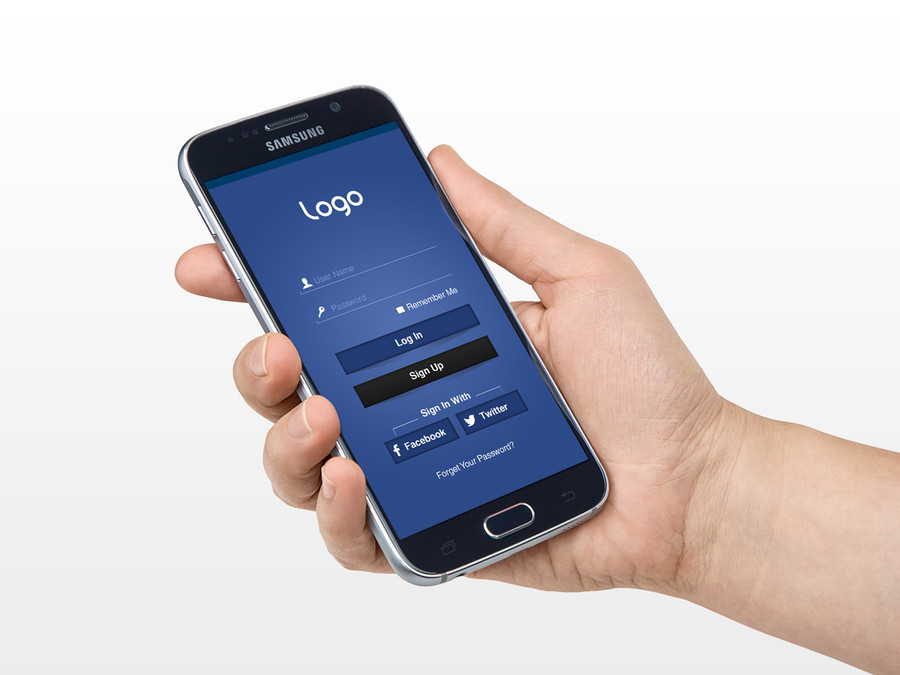 SAMSUNG
Logo
User Name
Password
Remember Me
Log In
Sign Up
Sign In With
Facebook
Twitter
Forget Your Password?